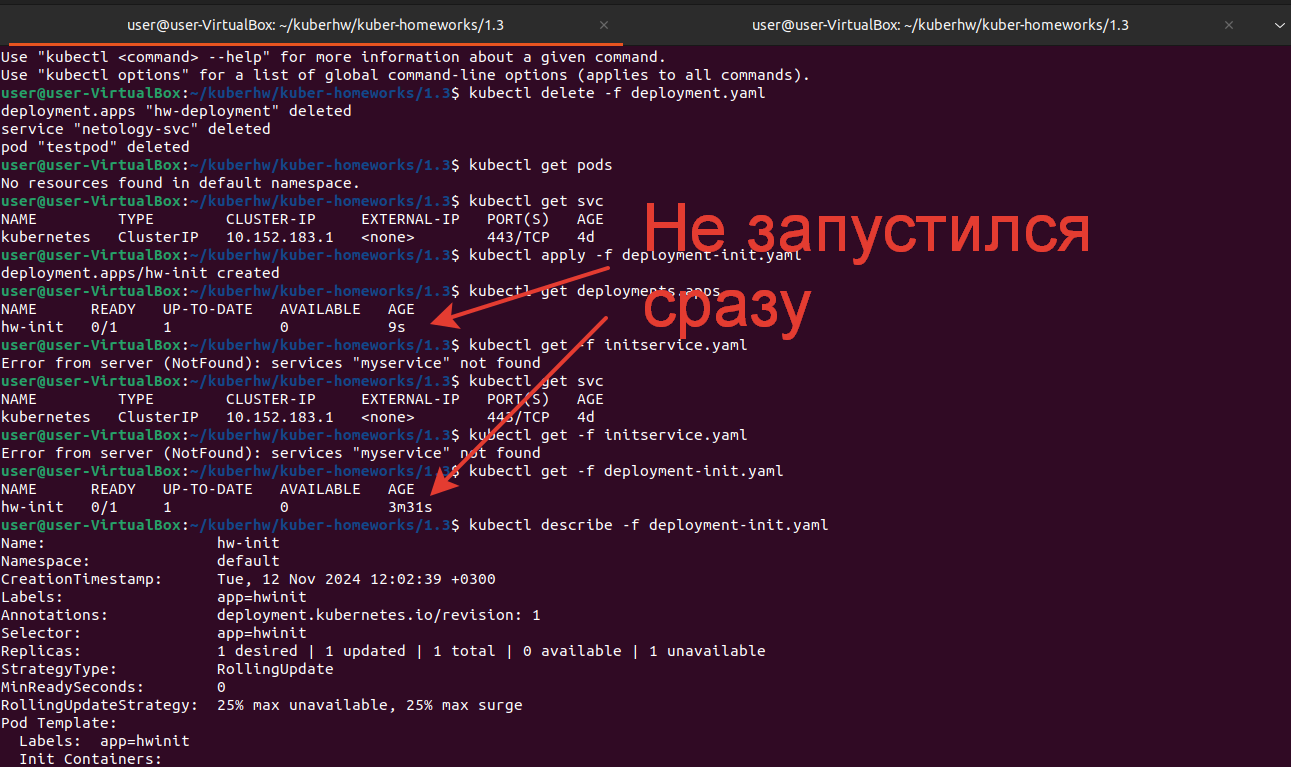 user@user-VirtualBox: ~/kuberhw/kuber-homeworks/1.3 × user@user-VirtualBox: ~/kuberhw/kuber-homeworks/1.3 ×
Use "kubectl <command> --help" for more information about a given command.
Use "kubectl options" for a list of global command-line options (applies to all commands).
user@user-VirtualBox:~/kuberhw/kuber-homeworks/1.3$ kubectl delete -f deployment.yaml
deployment.apps "hw-deployment" deleted
service "netology-svc" deleted
pod "testpod" deleted
user@user-VirtualBox:~/kuberhw/kuber-homeworks/1.3$ kubectl get pods
No resources found in default namespace.
user@user-VirtualBox:~/kuberhw/kuber-homeworks/1.3$ kubectl get svc
NAME TYPE CLUSTER-IP EXTERNAL-IP PORT(S) AGE
kubernetes ClusterIP 10.152.183.1 <none> 443/TCP 4d
Не запустился
user@user-VirtualBox:~/kuberhw/kuber-homeworks/1.3$ kubectl apply -f deployment-init.yaml
deployment.apps/hw-init created
user@user-VirtualBox:~/kuberhw/kuber-homeworks/1.3$ kubectl get deployments.apps
сразу
NAME READY UP-TO-DATE AVAILABLE AGE
hw-init 0/1 1 0 9s
user@user-VirtualBox:~/kuberhw/kuber-homeworks/1.3$ kubectl get -f initservice.yaml
Error from server (NotFound): services "myservice" not found
user@user-VirtualBox:~/kuberhw/kuber-homeworks/1.3$ kubectl get svc
NAME TYPE CLUSTER-IP EXTERNAL-IP PORT(S) AGE
kubernetes ClusterIP 10.152.183.1 <none> 443/TCP 4d
user@user-VirtualBox:~/kuberhw/kuber-homeworks/1.3$ kubectl get -f initservice.yaml
Error from server (NotFound): services "myservice" not found
user@user-VirtualBox:~/kuberhw/kuber-homeworks/1.3$ kubectl get -f deployment-init.yaml
NAME READY UP-TO-DATE AVAILABLE AGE
hw-init 0/1 1 0 3m31s
user@user-VirtualBox:~/kuberhw/kuber-homeworks/1.3$ kubectl describe -f deployment-init.yaml
Name: hw-init
Namespace: default
CreationTimestamp: Tue, 12 Nov 2024 12:02:39 +0300
Labels: app=hwinit
Annotations: deployment.kubernetes.io/revision: 1
Selector: app=hwinit
Replicas: 1 desired | 1 updated | 1 total | 0 available | 1 unavailable
StrategyType: RollingUpdate
MinReadySeconds: 0
RollingUpdateStrategy: 25% max unavailable, 25% max surge
Pod Template:
Labels: app=hwinit
Init Containers: